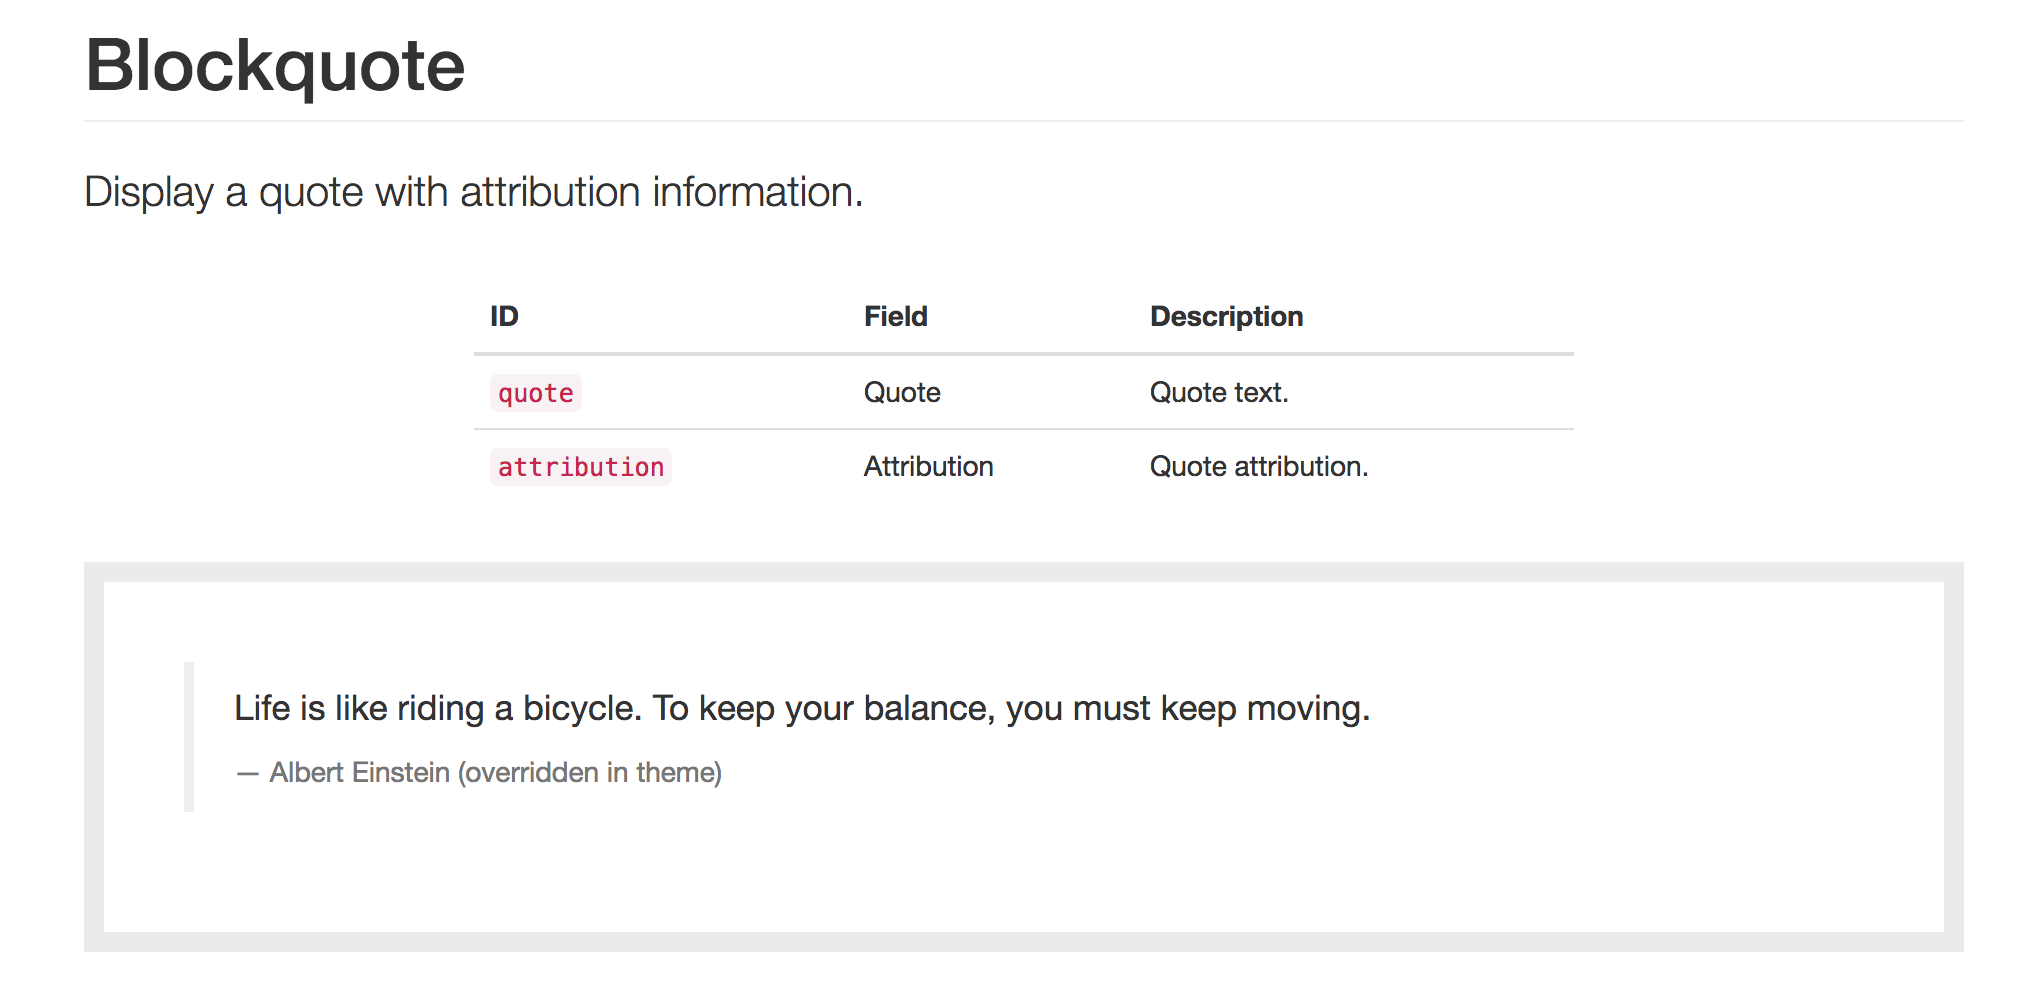 Blockquote
Display a quote with attribution information.
ID Field Description
quote Quote Quote text.
attribution Attribution Quote attribution.
Life is like riding a bicycle. To keep your balance, you must keep moving.
— Albert Einstein (overridden in theme)